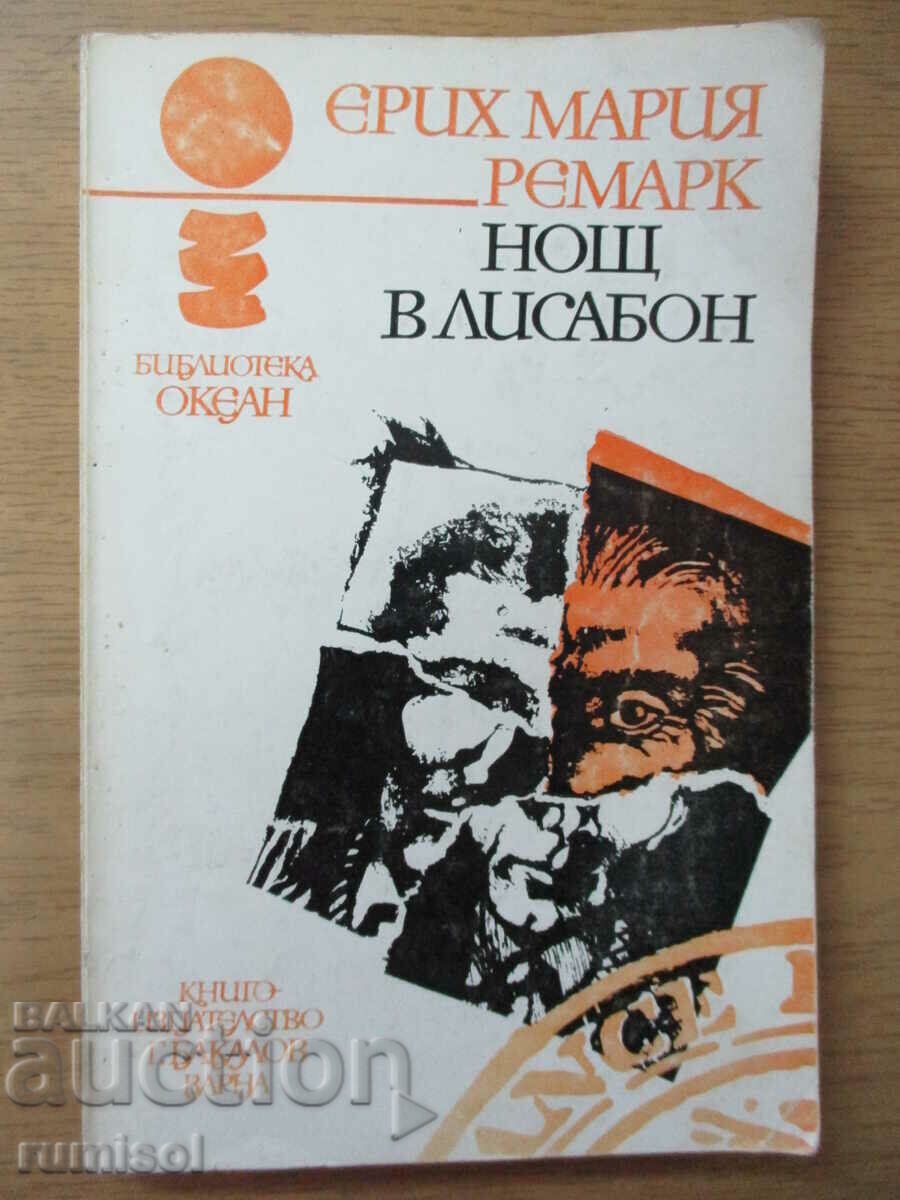 ЕРИХ МАРИЯ
РЕМАРК
НОЩ
В ЛИСАБОН
БИБЛИОТЕКА
ОКЕАН
КНИГО-
ИЗДАТЕЛСТВО
Г. БАКАЛОВ
ВАРНА
BALKAN
auction
rumisol